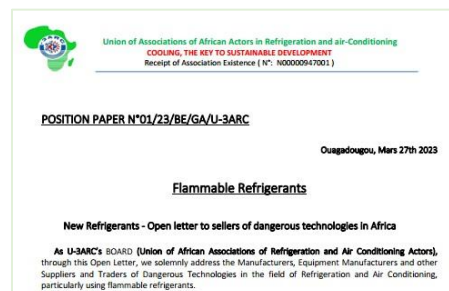 Union of Associations of African Actors in Refrigeration and air-Conditioning
COOLING, THE KEY TO SUSTAINABLE DEVELOPMENT
Receipt of Association Existence ( N°: N00000947001 )
POSITION PAPER N°01/23/BE/GA/U-3ARC
Ouagadougou, Mars 27th 2023
Flammable Refrigerants
New Refrigerants - Open letter to sellers of dangerous technologies in Africa
As U-3ARC's BOARD (Union of African Associations of Refrigeration and Air Conditioning Actors),
through this Open Letter, we solemnly address the Manufacturers, Equipment Manufacturers and other
Suppliers and Traders of Dangerous Technologies in the field of Refrigeration and Air Conditioning,
particularly using flammable refrigerants.